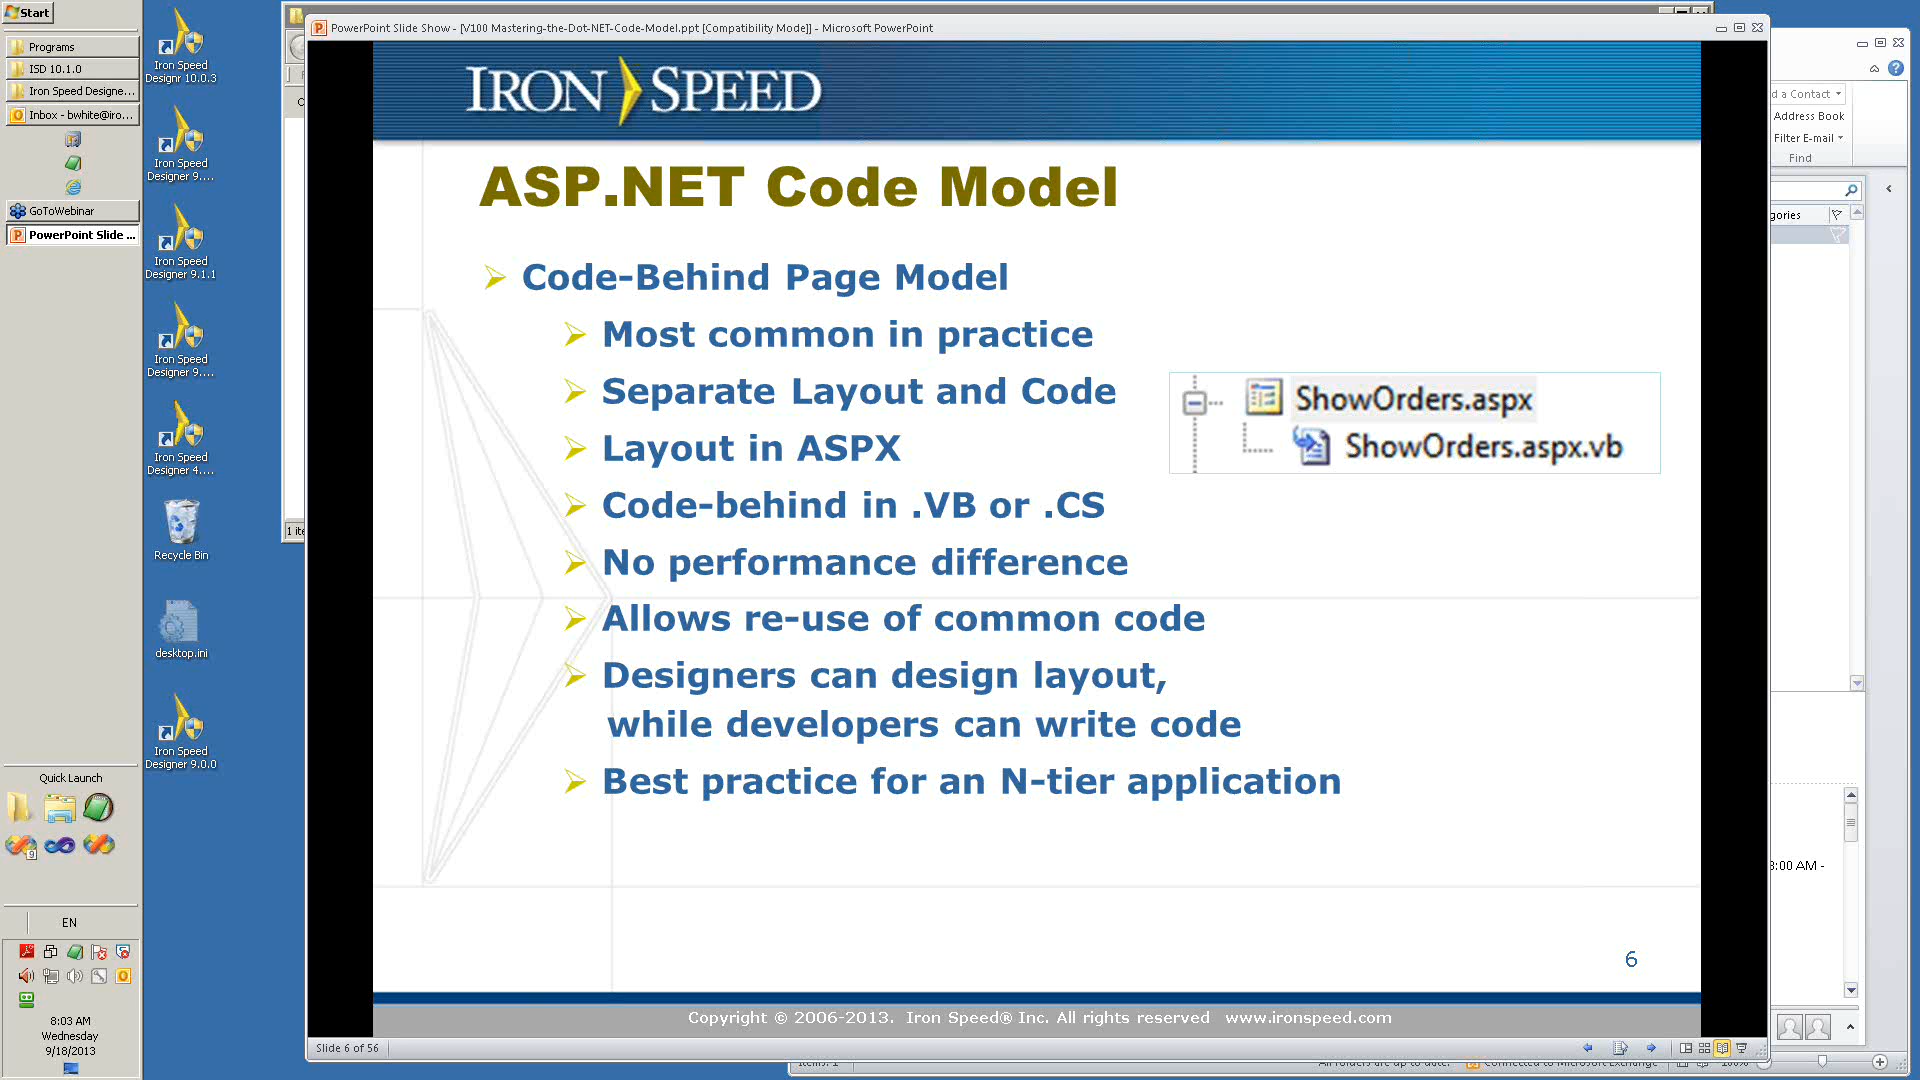 Start
Programs
ISD 10.1.0
Iron Speed Designe...
Inbox - bwhite@iro...
GoToWebinar
PowerPoint Slide ...
Quick Launch
9
EN
8:03 AM
Wednesday
9/18/2013
Iron Speed
Designr 10.0.3
Iron Speed
Designer 9....
Iron Speed
Designer 9.1.1
Iron Speed
Designer 9....
Iron Speed
Designer 4....
Recycle Bin
desktop.ini
Iron Speed
Designer 9.0.0
1 ite
PowerPoint Slide Show - [V100 Mastering-the-Dot-NET-Code-Model.ppt [Compatibility Mode]] - Microsoft PowerPoint
IRON SPEED
ASP.NET Code Model
Code-Behind Page Model
Most common in practice
Separate Layout and Code
Layout in ASPX
Code-behind in .VB or .CS
No performance difference
Allows re-use of common code
Designers can design layout,
while developers can write code
Best practice for an N-tier application
ShowOrders.aspx
ShowOrders.aspx.vb
6
Copyright © 2006-2013. Iron Speed® Inc. All rights reserved www.ironspeed.com
Slide 6 of 56
d a Contact
Address Book
Filter E-mail
Find
gories
8:00 AM -